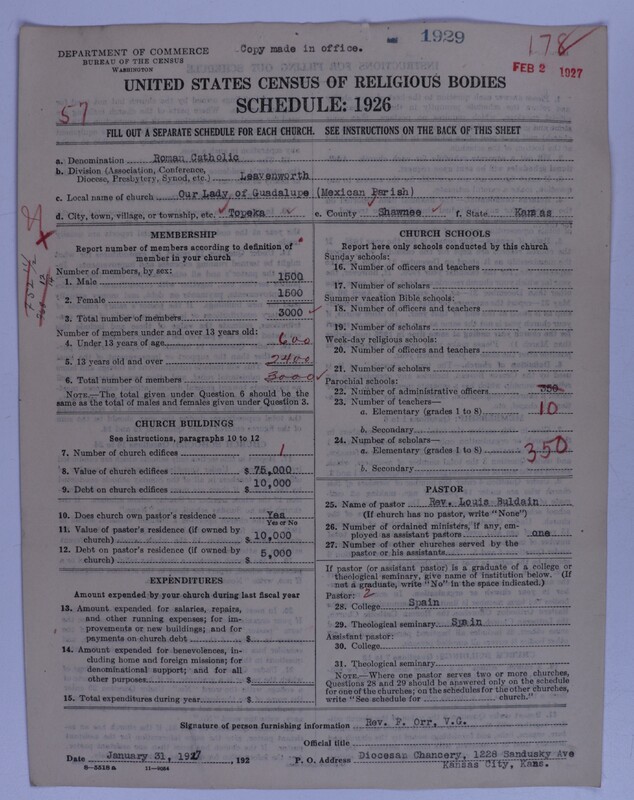 DEPARTMENT OF COMMERCE
BUREAU OF THE CENSUS
WASHINGTON
Copy made in office.
1929
178
FEB 2 1927
UNITED STATES CENSUS OF RELIGIOUS BODIES
SCHEDULE: 1926
57
FILL OUT A SEPARATE SCHEDULE FOR EACH CHURCH. SEE INSTRUCTIONS ON THE BACK OF THIS SHEET
a. Denomination Roman Catholic
b. Division (Association, Conference,
Diocese, Presbytery, Synod, etc.) Leavenworth
c. Local name of church Our Lady of Guadalupe (Mexican Parish)
d. City, town, village, or township, etc. Topeka e. County Shawnee f. State Kansas
MEMBERSHIP
Report number of members according to definition of
member in your church
Number of members, by sex:
1. Male 1500
2. Female 1500
3. Total number of members 3000
Number of members under and over 13 years old:
4. Under 13 years of age 600
5. 13 years old and over 2400
6. Total number of members 3000
NOTE.—The total given under Question 6 should be the
same as the total of males and females given under Question 3.
CHURCH BUILDINGS
See instructions, paragraphs 10 to 12
7. Number of church edifices 1
8. Value of church edifices $ 75,000
9. Debt on church edifices $ 10,000
10. Does church own pastor's residence Yes
Yes or No
11. Value of pastor's residence (if owned by
church) $ 10,000
12. Debt on pastor's residence (if owned by
church) $ 5,000
EXPENDITURES
Amount expended by your church during last fiscal year
13. Amount expended for salaries, repairs,
and other running expenses; for im-
provements or new buildings; and for
payments on church debt $
14. Amount expended for benevolences, in-
cluding home and foreign missions; for
denominational support; and for all
other purposes $
15. Total expenditures during year $
CHURCH SCHOOLS
Report here only schools conducted by this church
Sunday schools:
16. Number of officers and teachers
17. Number of scholars
Summer vacation Bible schools:
18. Number of officers and teachers
19. Number of scholars
Week-day religious schools:
20. Number of officers and teachers
21. Number of scholars
Parochial schools:
22. Number of administrative officers 350
23. Number of teachers—
a. Elementary (grades 1 to 8) 10
b. Secondary
24. Number of scholars—
a. Elementary (grades 1 to 8) 350
b. Secondary
PASTOR
25. Name of pastor Rev. Louis Buldain
(If church has no pastor, write "None")
26. Number of ordained ministers, if any, em-
ployed as assistant pastors one
27. Number of other churches served by the
pastor or his assistants
If pastor (or assistant pastor) is a graduate of a college or
theological seminary, give name of institution below. (If
not a graduate, write "No" in the space indicated.)
Pastor: 2
28. College Spain
29. Theological seminary Spain
Assistant pastor:
30. College
31. Theological seminary
NOTE.—Where one pastor serves two or more churches,
Questions 28 and 29 should be answered only on the schedule
for one of the churches; on the schedules for the other churches,
write "See schedule for church."
Signature of person furnishing information Rev. F. Orr, V.G.
Official title
Date January 31, 1927, 192 P. O. Address Diocesan Chancery, 1228 Sandusky Ave
Kansas City, Kans.
8—3518a 11—9034